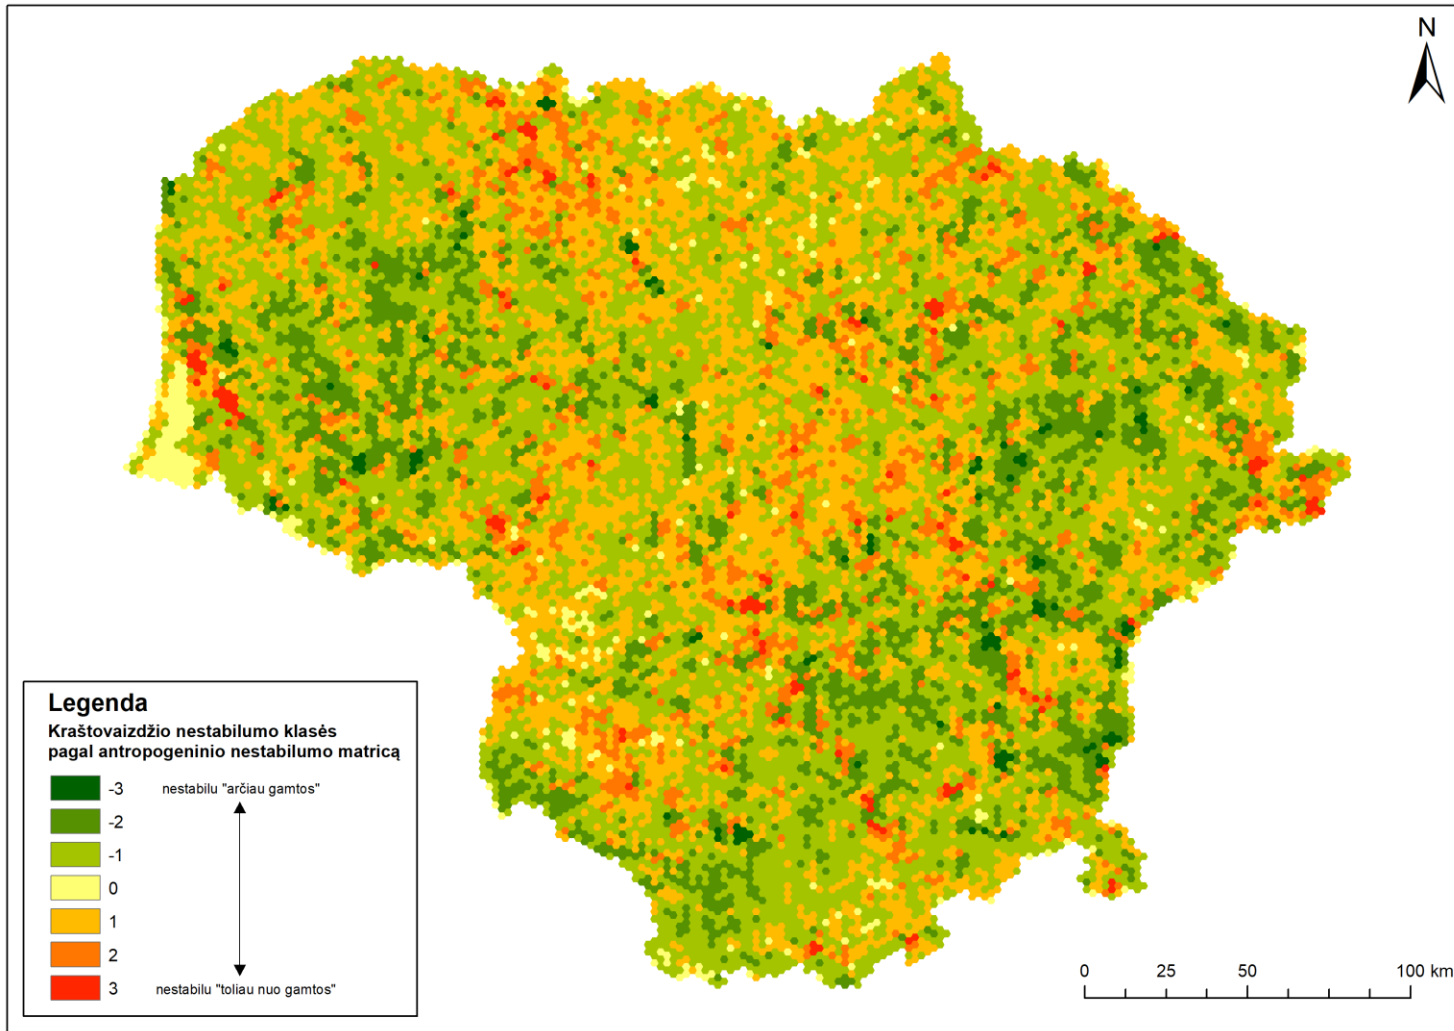 N
Legenda
Kraštovaizdžio nestabilumo klasės
pagal antropogeninio nestabilumo matricą
-3 nestabilu "arčiau gamtos"
-2
-1
0
1
2
3 nestabilu "toliau nuo gamtos"
0 25 50 100 km